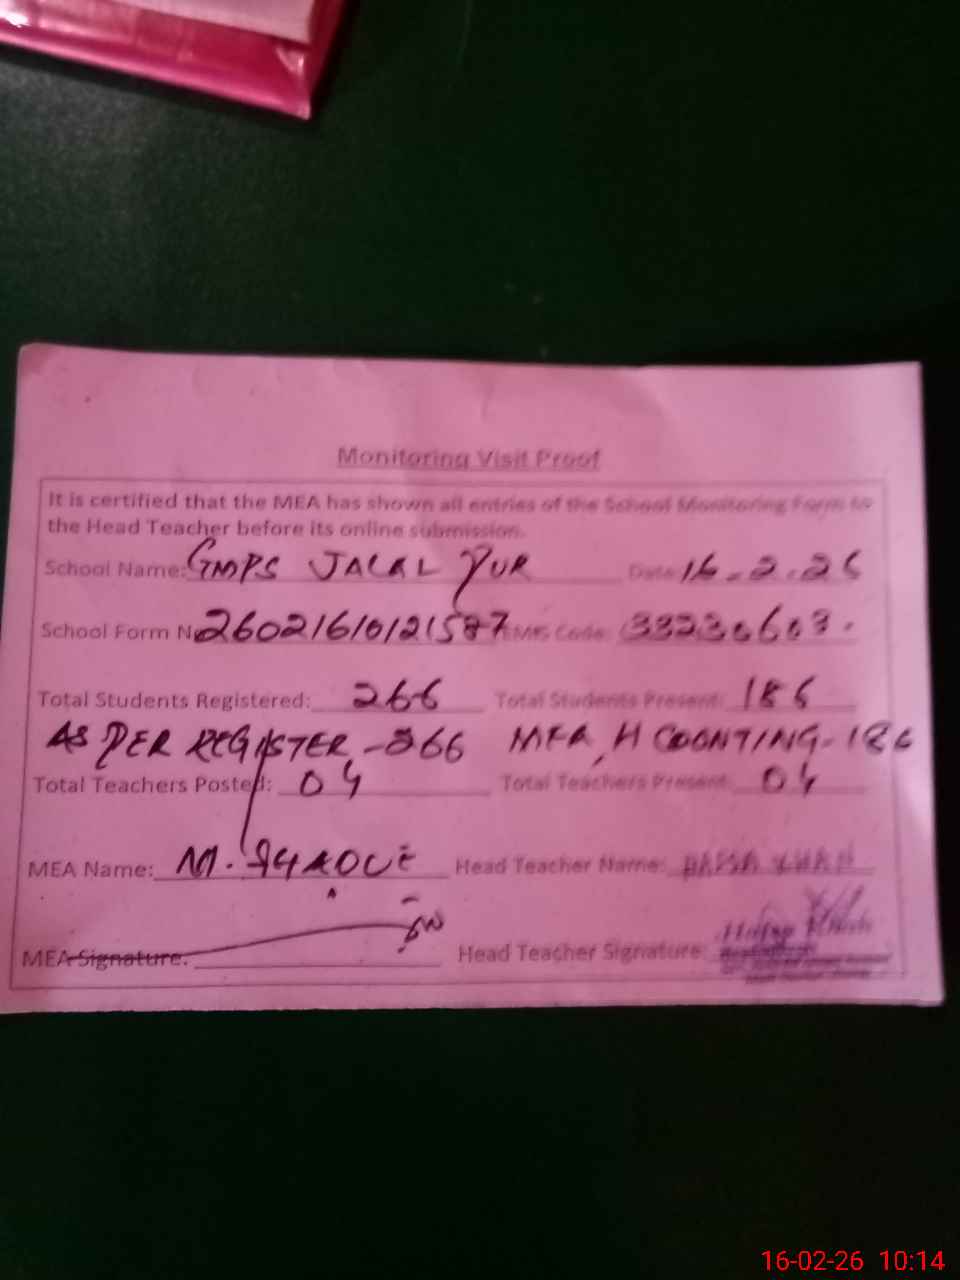 Monitoring Visit Proof
It is certified that the MEA has shown all entries of the School Monitoring Form to
the Head Teacher before its online submission.
School Name: GMPS JALAL PUR Date: 16-2-26
School Form N 26021610121587 EMIS Code:
Total Students Registered: 266 Total Students Present: 186
AS PER REGISTER-266 MEA, H COONTING-186
Total Teachers Posted: 04 Total Teachers Present: 04
MEA Name: M. Head Teacher Name: KHAN
MEA Signature: Head Teacher Signature:
16-02-26 10:14